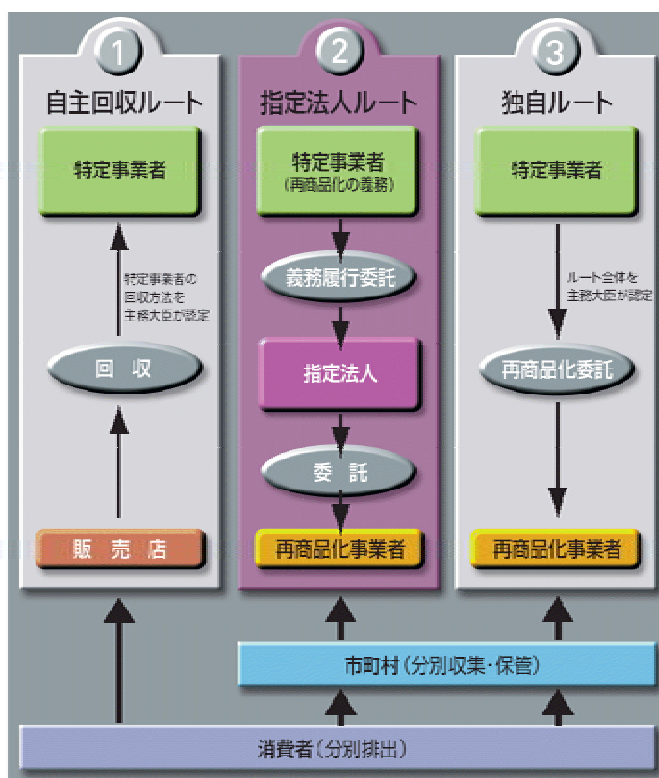 1
自主回収ルート
特定事業者
特定事業者の
回収方法を
主務大臣が認定
回 収
販 売 店
2
指定法人ルート
特定事業者
(再商品化の義務)
義務履行委託
指定法人
委 託
再商品化事業者
3
独自ルート
特定事業者
ルート全体を
主務大臣が認定
再商品化委託
再商品化事業者
市町村(分別収集・保管)
消費者(分別排出)